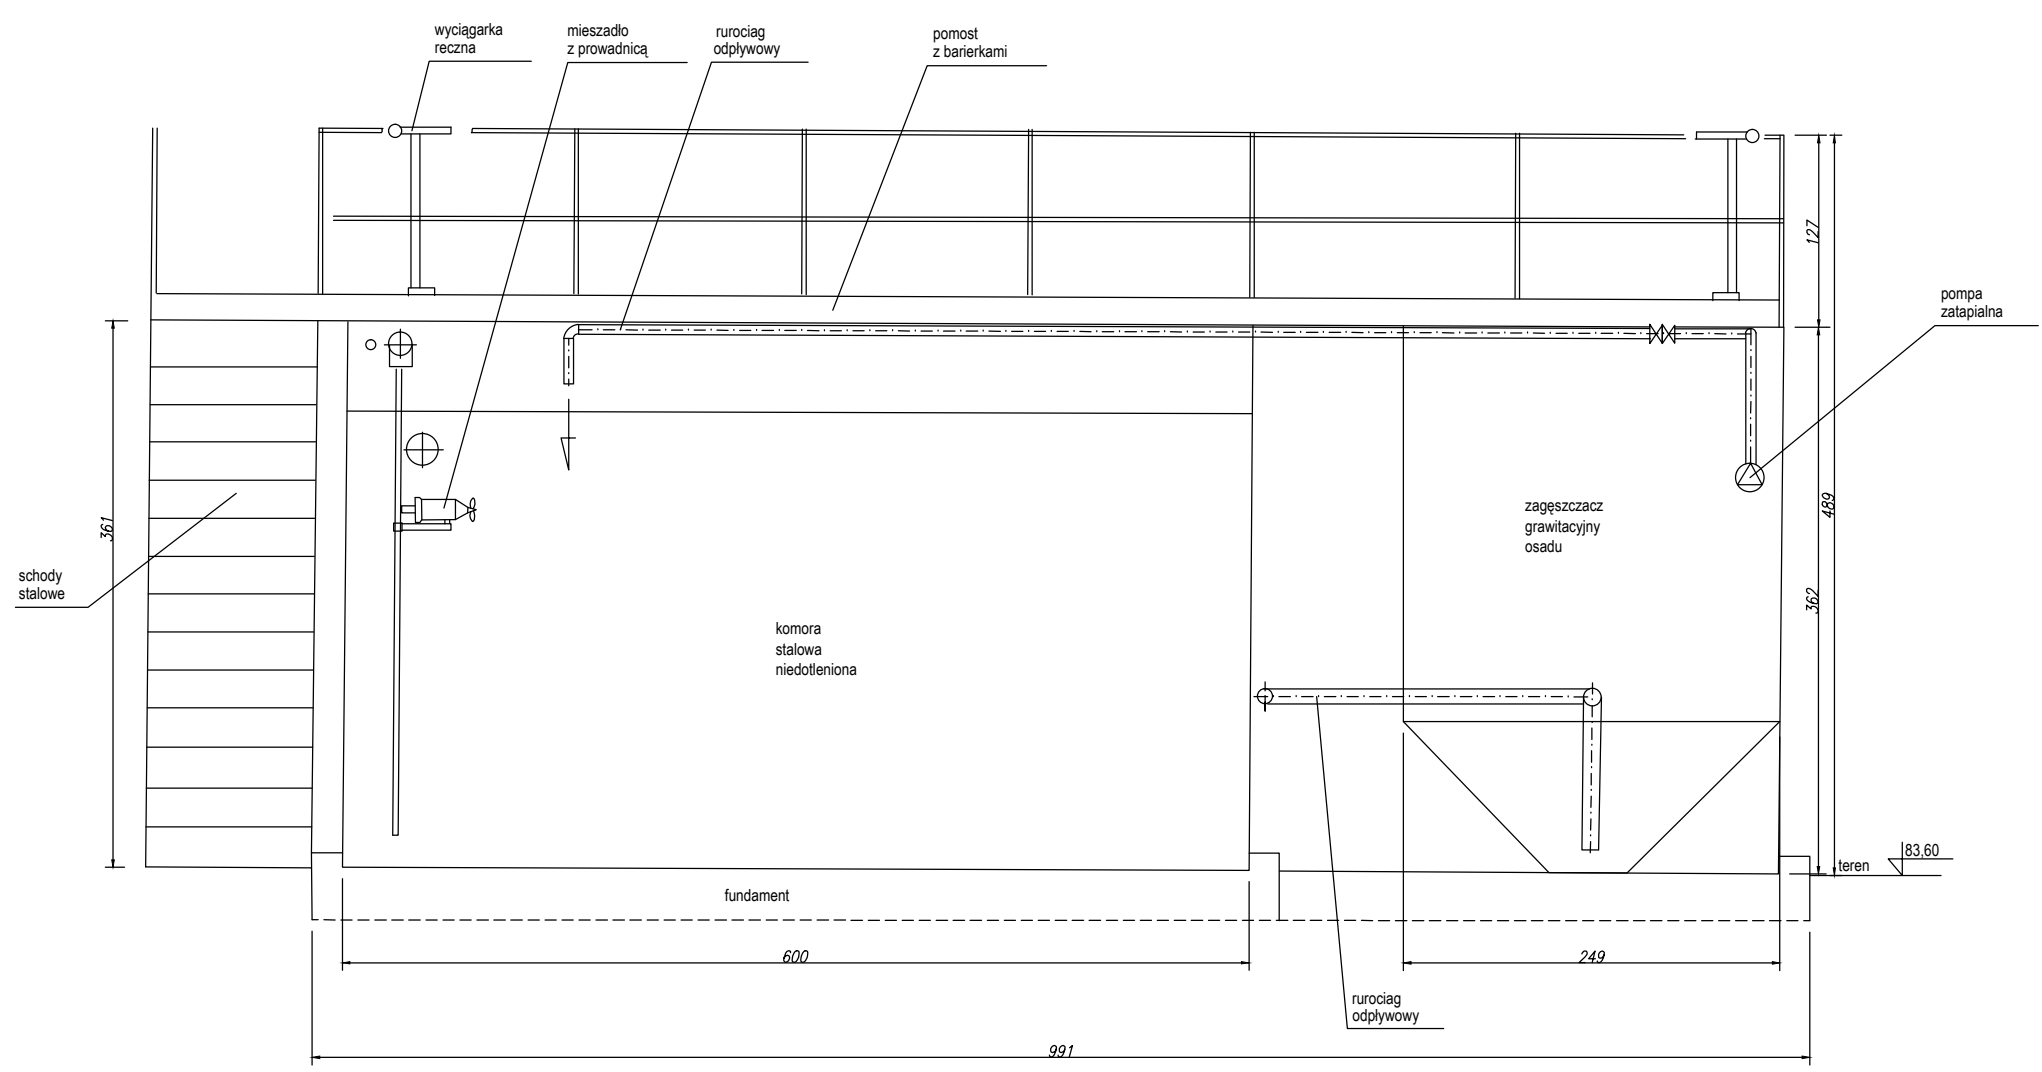 wyciągarka
reczna
mieszadło
z prowadnicą
rurociag
odpływowy
pomost
z barierkami
127
pompa
zatapialna
361
489
zagęszczacz
grawitacyjny
osadu
schody
stalowe
362
komora
stalowa
niedotleniona
83,60
teren
fundament
600
249
rurociag
odpływowy
991